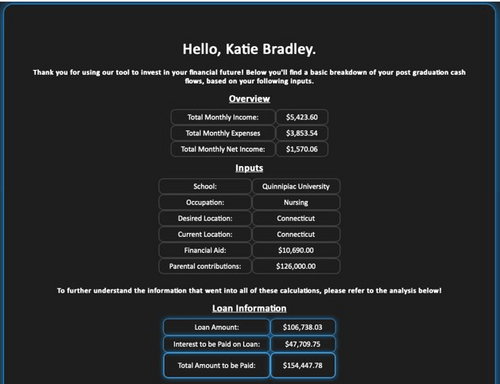 Hello, Katie Bradley.
Thank you for using our tool to invest in your financial future! Below you'll find a basic breakdown of your post graduation cash
flows, based on your following inputs.
Overview
Total Monthly Income: $5,423.60
Total Monthly Expenses $3,853.54
Total Monthly Net Income: $1,570.06
Inputs
School: Quinnipiac University
Occupation: Nursing
Desired Location: Connecticut
Current Location: Connecticut
Financial Aid: $10,690.00
Parental contributions: $126,000.00
To further understand the information that went into all of these calculations, please refer to the analysis below!
Loan Information
Loan Amount: $106,738.03
Interest to be Paid on Loan: $47,709.75
Total Amount to be Paid: $154,447.78